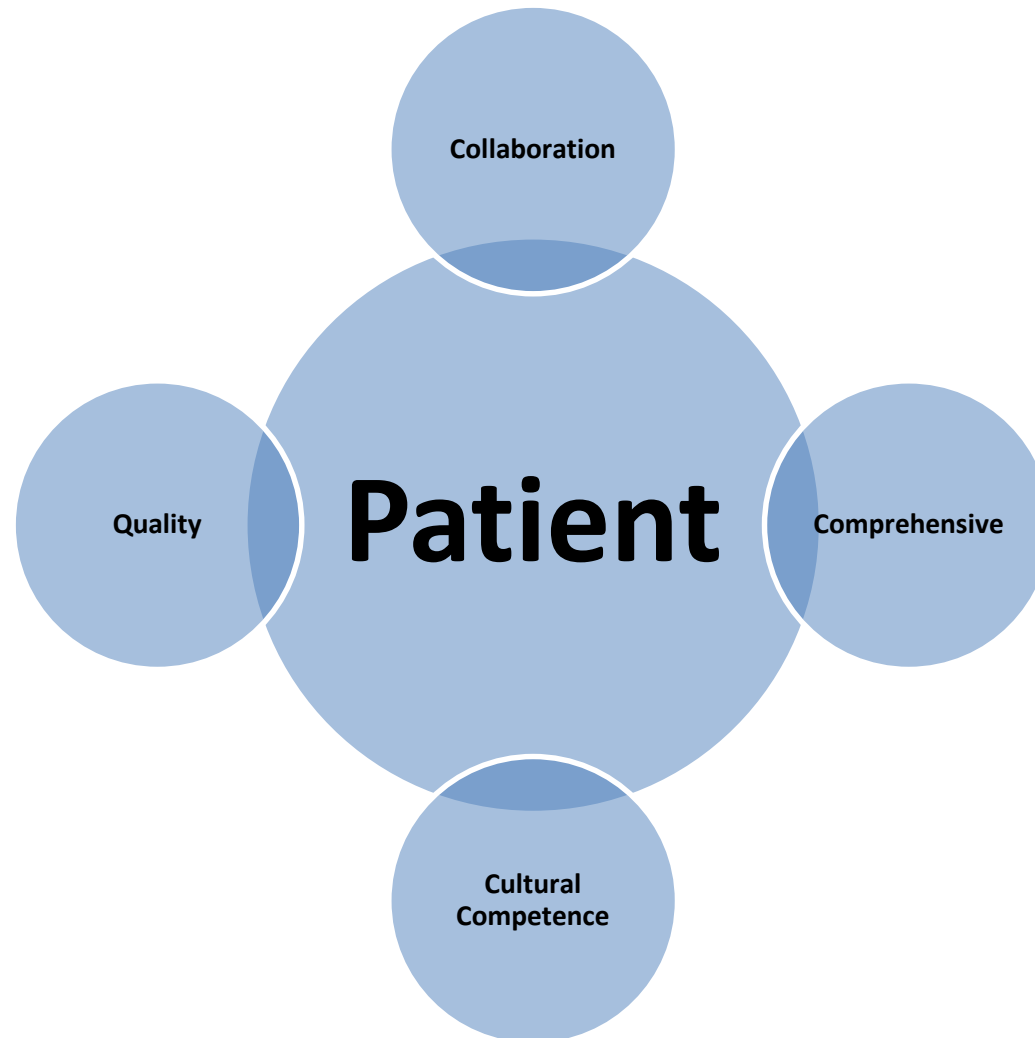 Collaboration
Quality
Patient
Comprehensive
Cultural
Competence